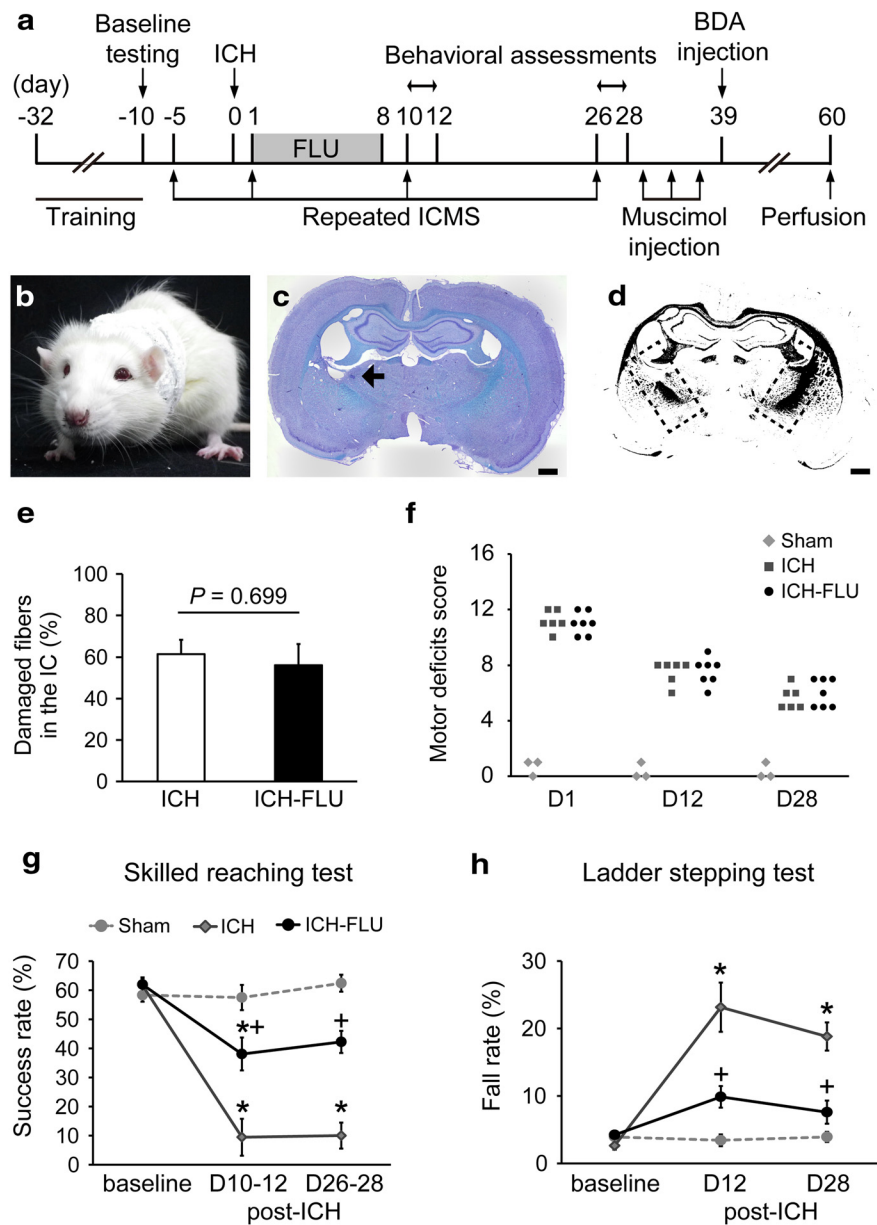 a
Baseline
testing
ICH
Behavioral assessments
BDA
injection
(day)
-32 -10 -5 0 1 8 10 12 26 28 39 60
FLU
Training
Repeated ICMS
Muscimol
injection
Perfusion
b
c
d
e
Damaged fibers
in the IC (%)
100
80
60
40
20
0
P = 0.699
ICH ICH-FLU
f
Motor deficits score
16
12
8
4
0
Sham
ICH
ICH-FLU
D1 D12 D28
g Skilled reaching test
Sham ICH ICH-FLU
Success rate (%)
70
60
50
40
30
20
10
0
*+ +
* *
baseline D10-12 D26-28
post-ICH
h Ladder stepping test
Fall rate (%)
30
20
10
0
* *
+ +
baseline D12 D28
post-ICH